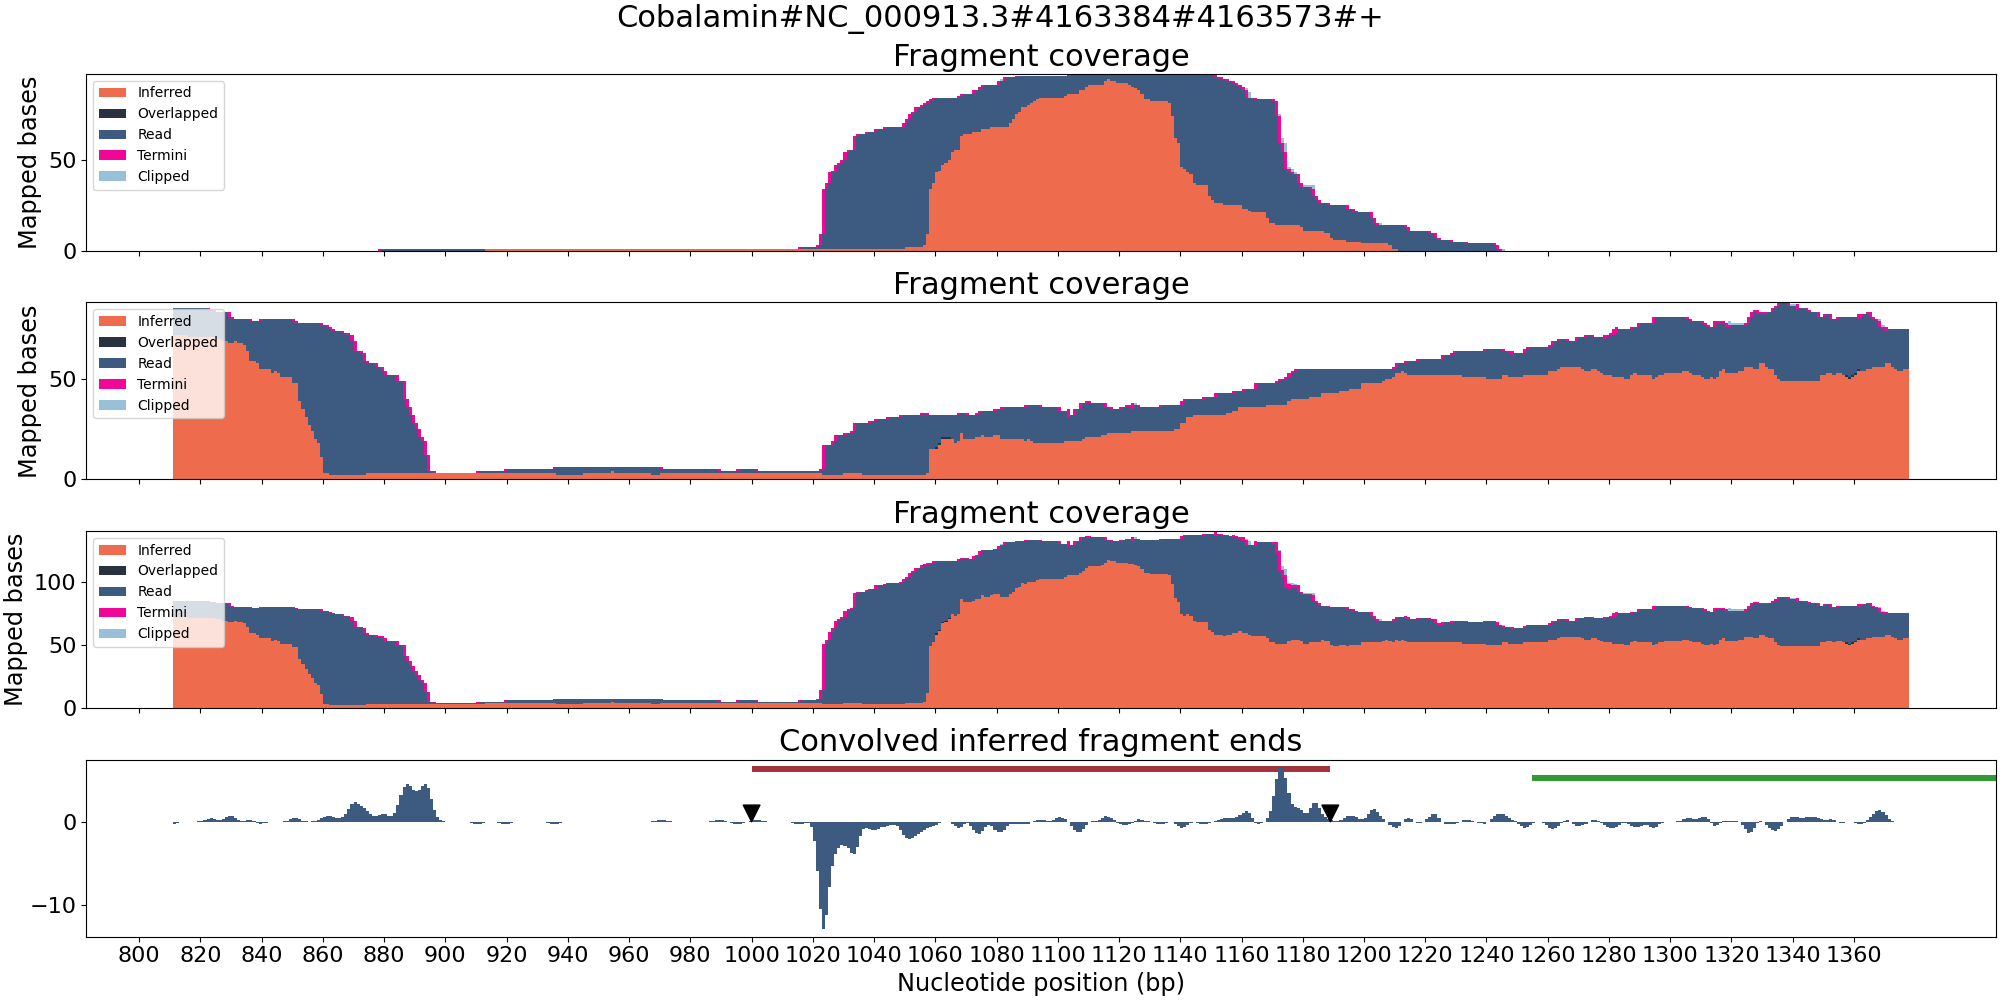 Cobalamin#NC_000913.3#4163384#4163573#+
Fragment coverage
Mapped bases
50
0
Inferred
Overlapped
Read
Termini
Clipped
Fragment coverage
Mapped bases
50
0
Inferred
Overlapped
Read
Termini
Clipped
Fragment coverage
Mapped bases
100
50
0
Inferred
Overlapped
Read
Termini
Clipped
Convolved inferred fragment ends
0
−10
800 820 840 860 880 900 920 940 960 980 1000 1020 1040 1060 1080 1100 1120 1140 1160 1180 1200 1220 1240 1260 1280 1300 1320 1340 1360
Nucleotide position (bp)